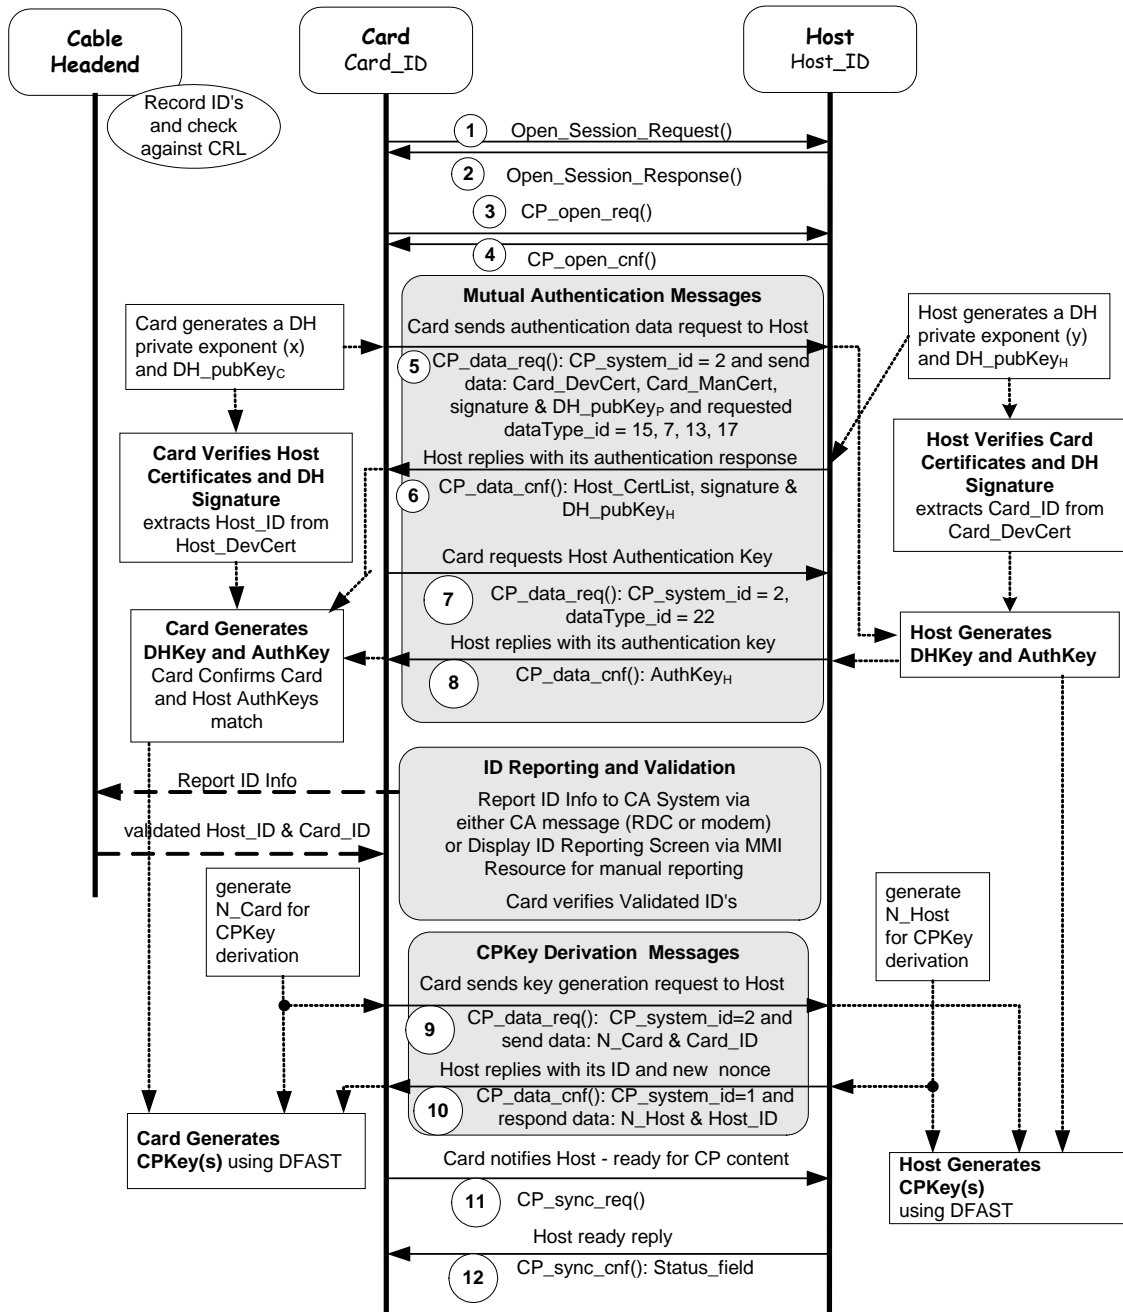 Cable
Headend
Card
Card_ID
Host
Host_ID
Record ID's
and check
against CRL
1
Open_Session_Request()
2
Open_Session_Response()
3
CP_open_req()
4
CP_open_cnf()
Mutual Authentication Messages
Card sends authentication data request to Host
5
CP_data_req(): CP_system_id = 2 and send
data: Card_DevCert, Card_ManCert,
signature & DH_pubKeyP and requested
dataType_id = 15, 7, 13, 17
Host replies with its authentication response
6
CP_data_cnf(): Host_CertList, signature &
DH_pubKeyH
Card requests Host Authentication Key
7
CP_data_req(): CP_system_id = 2,
dataType_id = 22
Host replies with its authentication key
8
CP_data_cnf(): AuthKeyH
Card generates a DH
private exponent (x)
and DH_pubKeyC
Card Verifies Host
Certificates and DH
Signature
extracts Host_ID from
Host_DevCert
Card Generates
DHKey and AuthKey
Card Confirms Card
and Host AuthKeys
match
Host generates a DH
private exponent (y)
and DH_pubKeyH
Host Verifies Card
Certificates and DH
Signature
extracts Card_ID from
Card_DevCert
Host Generates
DHKey and AuthKey
Report ID Info
validated Host_ID & Card_ID
ID Reporting and Validation
Report ID Info to CA System via
either CA message (RDC or modem)
or Display ID Reporting Screen via MMI
Resource for manual reporting
Card verifies Validated ID's
generate
N_Card for
CPKey
derivation
generate
N_Host
for CPKey
derivation
CPKey Derivation Messages
Card sends key generation request to Host
9
CP_data_req(): CP_system_id=2 and
send data: N_Card & Card_ID
Host replies with its ID and new nonce
10
CP_data_cnf(): CP_system_id=1 and
respond data: N_Host & Host_ID
Card Generates
CPKey(s) using DFAST
Host Generates
CPKey(s)
using DFAST
Card notifies Host - ready for CP content
11
CP_sync_req()
Host ready reply
12
CP_sync_cnf(): Status_field